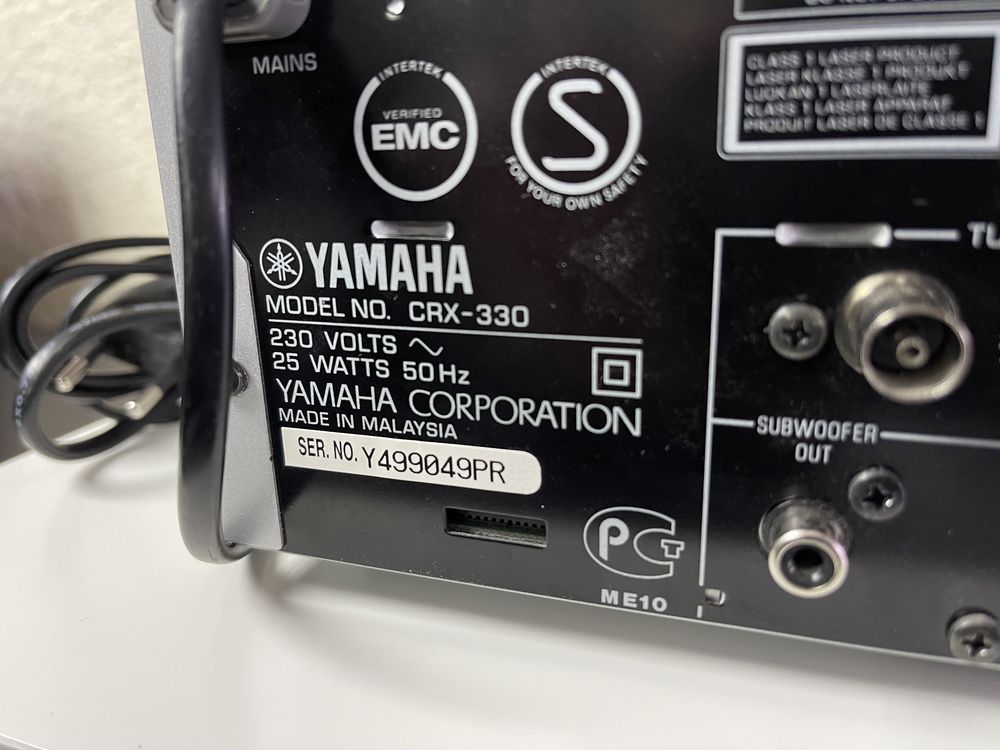 MAINS
INTERTEK
VERIFIED
EMC
INTERTEK
S
FOR YOUR OWN SAFETY
CLASS 1 LASER PRODUCT
LASER KLASSE 1 PRODUKT
LUOKAN 1 LASERLAITE
KLASS 1 LASER APPARAT
PRODUIT LASER DE CLASSE 1
YAMAHA
MODEL NO. CRX-330
230 VOLTS ~
25 WATTS 50Hz
YAMAHA CORPORATION
MADE IN MALAYSIA
SER. NO. Y499049PR
SUBWOOFER
OUT
ME10